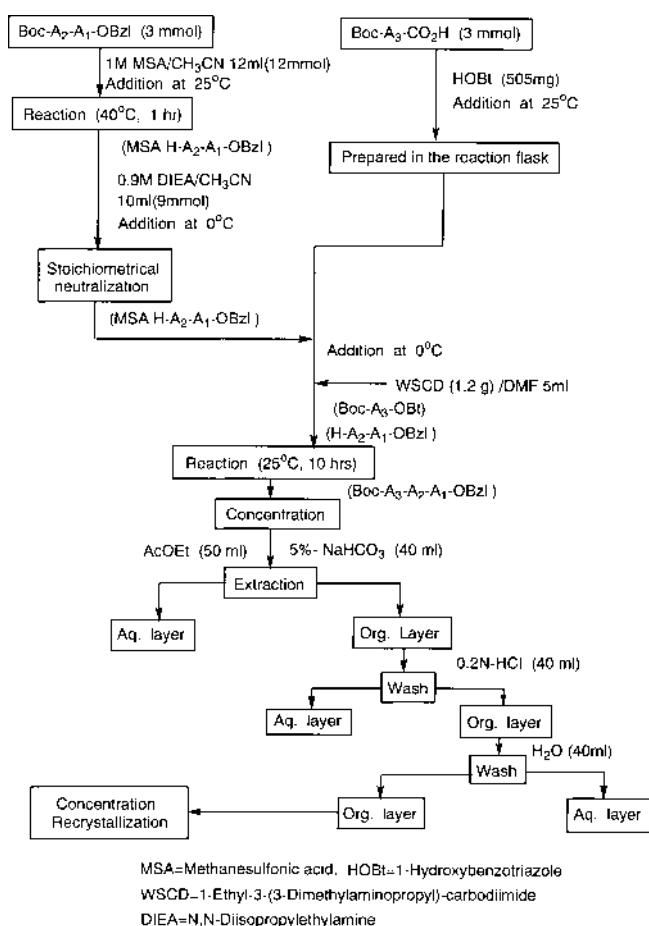 Boc-A2-A1-OBzl (3 mmol)
Boc-A3-CO2H (3 mmol)
1M MSA/CH3CN 12ml(12mmol)
Addition at 25°C
HOBt (505mg)
Addition at 25°C
Reaction (40°C, 1 hr)
(MSA H-A2-A1-OBzl )
Prepared in the roaction flask
0.9M DIEA/CH3CN
10ml(9mmol)
Addition at 0°C
Stoichiometrical
neutralization
(MSA H-A2-A1-OBzl )
Addition at 0°C
WSCD (1.2 g) /DMF 5ml
(Boc-A3-OBt)
(H-A2-A1-OBzl )
Reaction (25°C, 10 hrs)
(Boc-A3-A2-A1-OBzl )
Concentration
AcOEt (50 ml)
5%- NaHCO3 (40 ml)
Extraction
Aq. layer
Org. Layer
0.2N-HCl (40 ml)
Wash
Aq. layer
Org. layer
H2O (40ml)
Wash
Concentration
Recrystallization
Org. layer
Aq. layer
MSA=Methanesulfonic acid, HOBt=1-Hydroxybenzotriazole
WSCD=1-Ethyl-3-(3-Dimethylaminopropyl)-carbodiimide
DIEA=N,N-Diisopropylethylamine